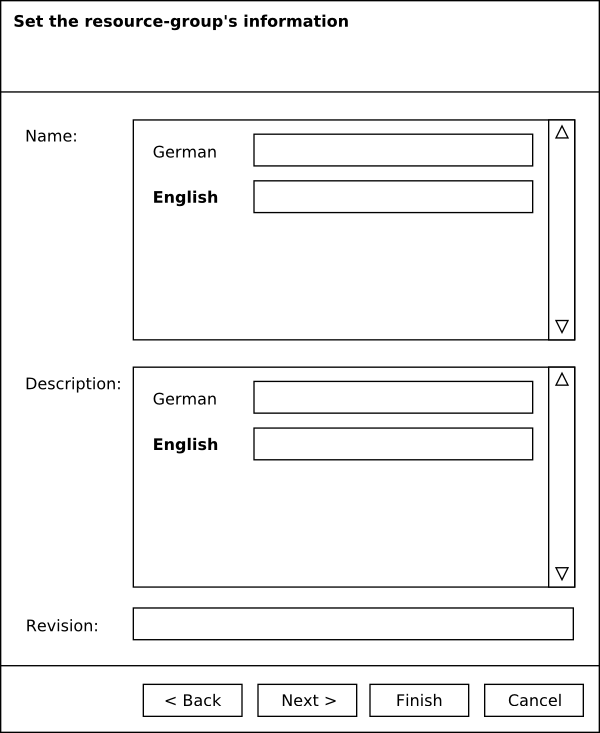 Set the resource-group's information
Name:
German
English
Description:
German
English
Revision:
< Back
Next >
Finish
Cancel